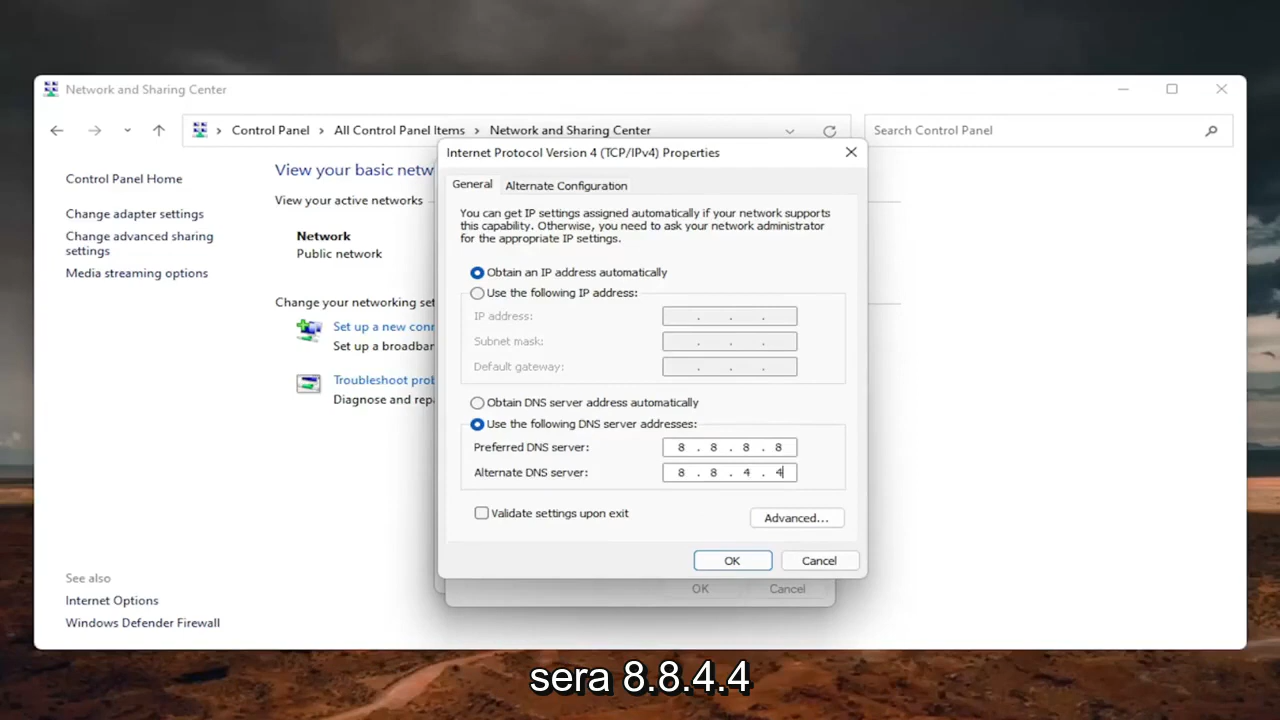 Network and Sharing Center
Control Panel > All Control Panel Items > Network and Sharing Center
Search Control Panel
Control Panel Home
Change adapter settings
Change advanced sharing
settings
Media streaming options
See also
Internet Options
Windows Defender Firewall
View your basic netw
View your active networks
Network
Public network
Change your networking set
Set up a new conn
Set up a broadbar
Troubleshoot prob
Diagnose and repa
Internet Protocol Version 4 (TCP/IPv4) Properties
General
Alternate Configuration
You can get IP settings assigned automatically if your network supports
this capability. Otherwise, you need to ask your network administrator
for the appropriate IP settings.
Obtain an IP address automatically
Use the following IP address:
IP address: . . .
Subnet mask: . . .
Default gateway: . . .
Obtain DNS server address automatically
Use the following DNS server addresses:
Preferred DNS server: 8 . 8 . 8 . 8
Alternate DNS server: 8 . 8 . 4 . 4
Validate settings upon exit
Advanced...
OK Cancel
OK Cancel
sera 8.8.4.4